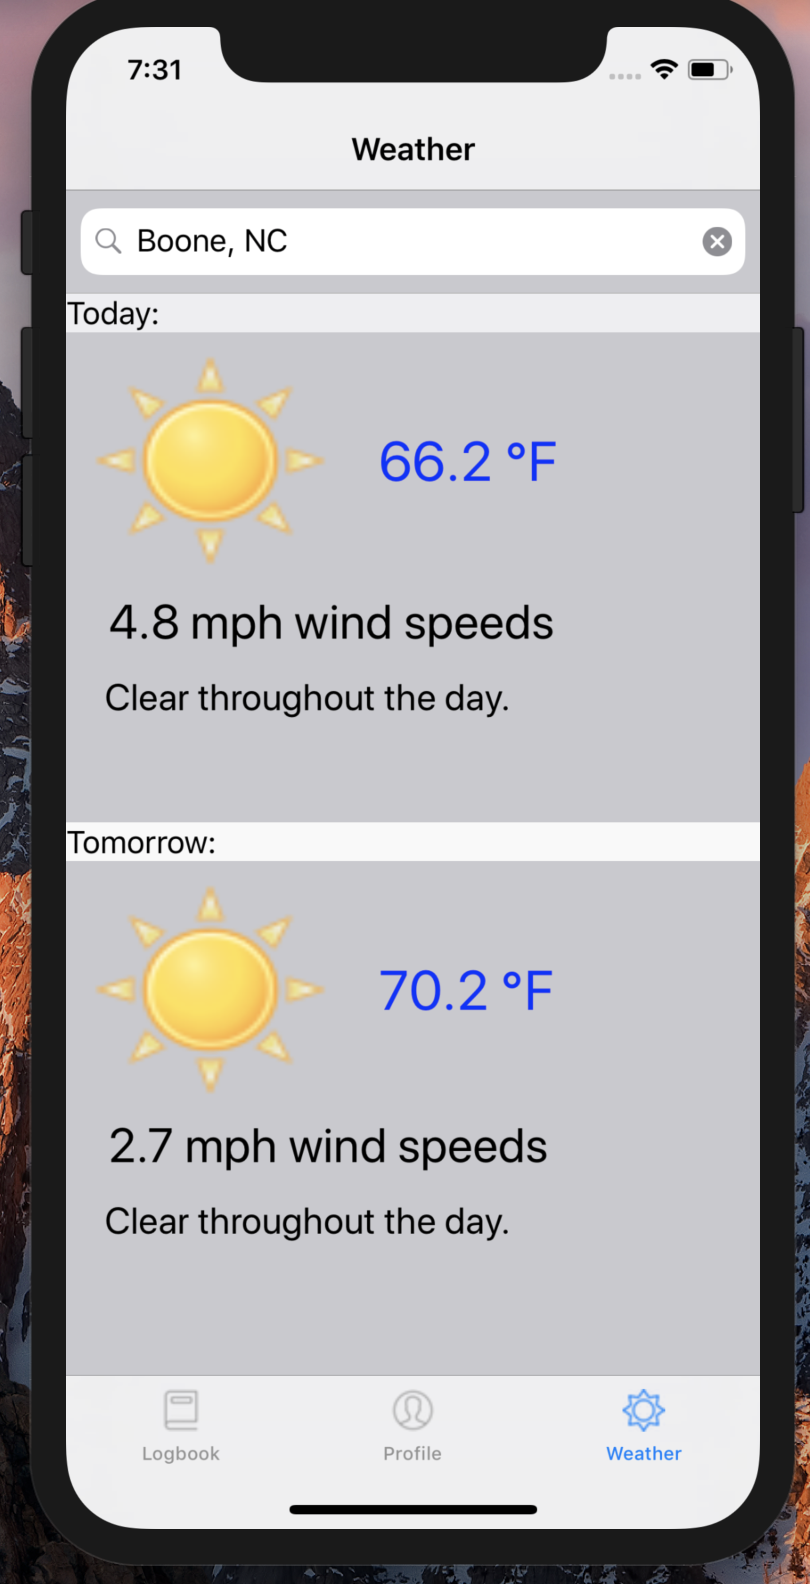 7:31
Weather
Boone, NC
Today:
66.2 °F
4.8 mph wind speeds
Clear throughout the day.
Tomorrow:
70.2 °F
2.7 mph wind speeds
Clear throughout the day.
Logbook Profile Weather